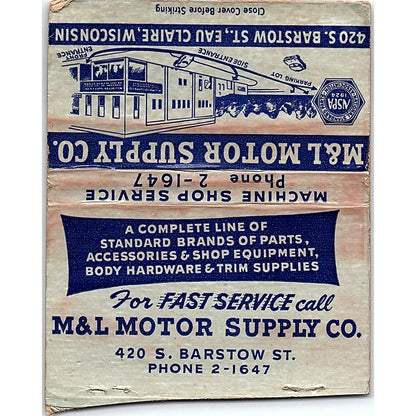 Close Cover Before Striking
420 S. BARSTOW ST., EAU CLAIRE, WISCONSIN
FRONT ENTRANCE
SIDE ENTRANCE
PARKING LOT
NSPA
1924
M&L MOTOR SUPPLY CO.
MACHINE SHOP SERVICE
Phone 2-1647
A COMPLETE LINE OF
STANDARD BRANDS OF PARTS,
ACCESSORIES & SHOP EQUIPMENT,
BODY HARDWARE & TRIM SUPPLIES
For FAST SERVICE call
M&L MOTOR SUPPLY CO.
420 S. BARSTOW ST.
PHONE 2-1647